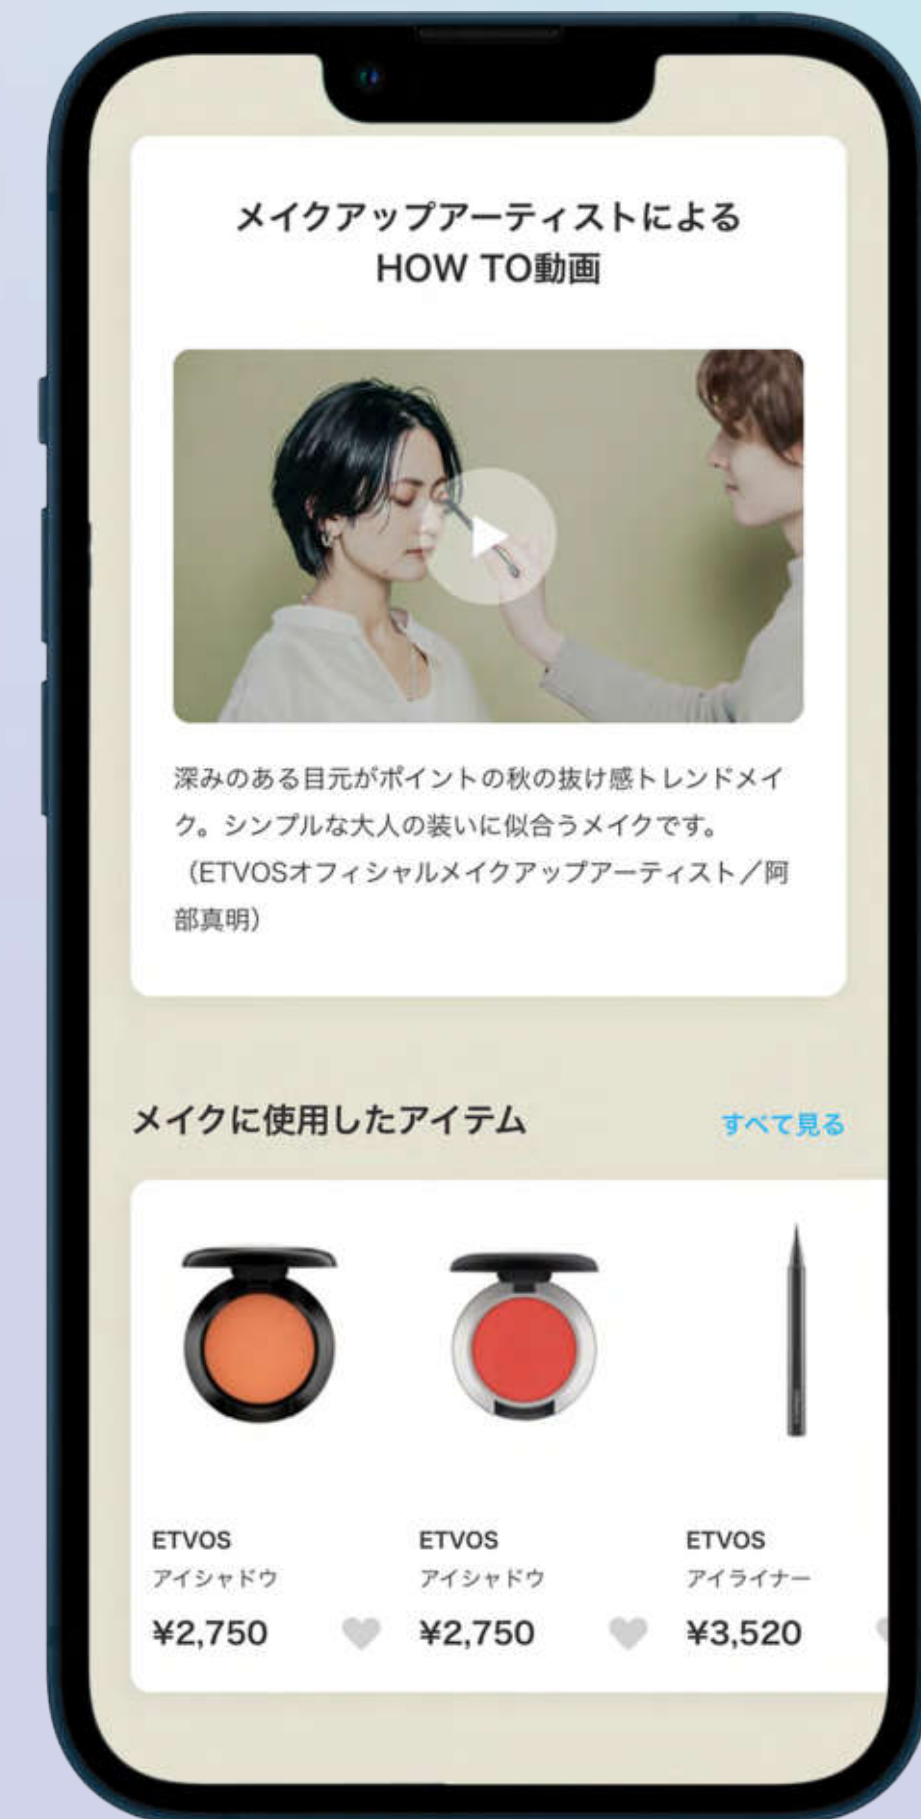 メイクアップアーティストによる
HOW TO動画
深みのある目元がポイントの秋の抜け感トレンドメイ
ク。シンプルな大人の装いに似合うメイクです。
（ETVOSオフィシャルメイクアップアーティスト／阿
部真明）
メイクに使用したアイテム
すべて見る
ETVOS
アイシャドウ
¥2,750
ETVOS
アイシャドウ
¥2,750
ETVOS
アイライナー
¥3,520